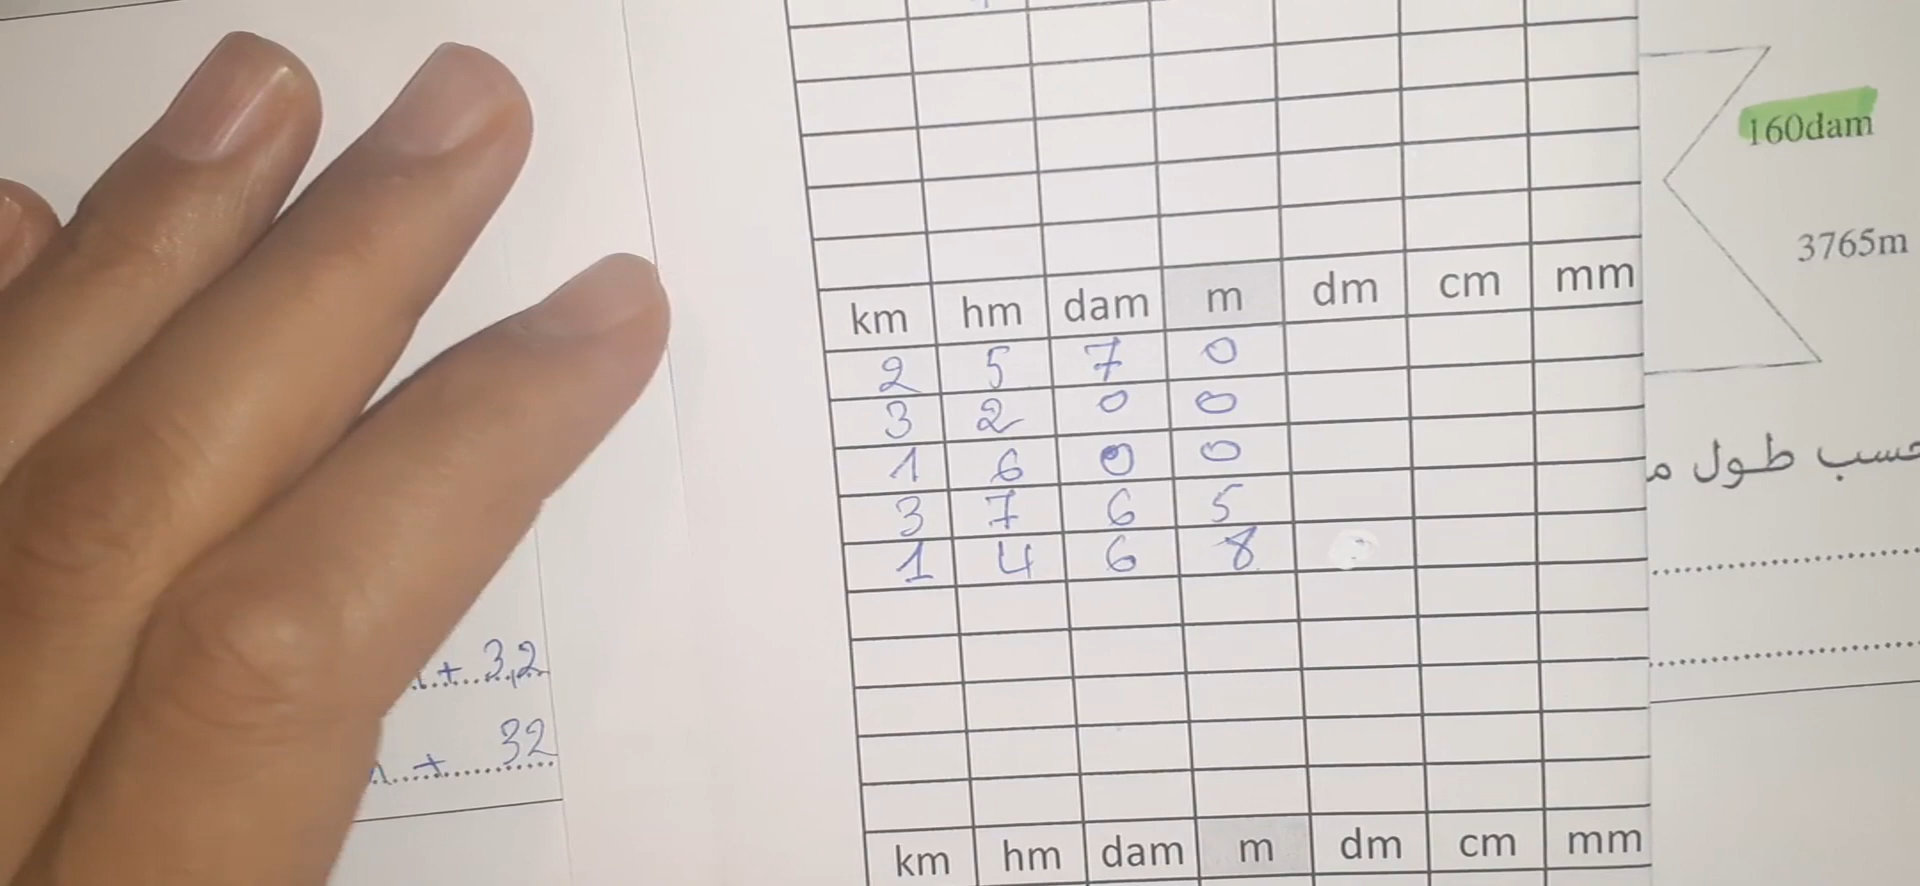 160dam
3765m
km hm dam m dm cm mm
2 5 7 0
3 2 0 0
1 6 0 0
3 7 6 5
1 4 6 8
طول
+ 3,2
+ 32
km hm dam m dm cm mm